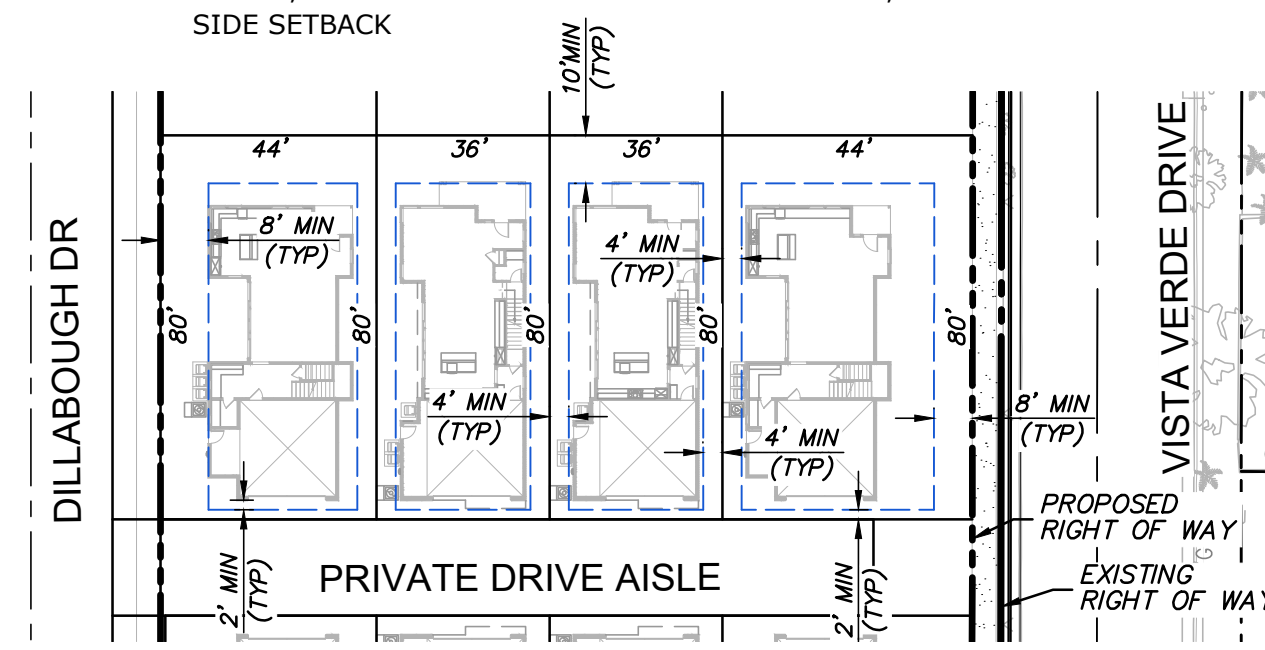 SIDE SETBACK
10'MIN
(TYP)
44'
36'
36'
44'
8' MIN
(TYP)
4' MIN
(TYP)
DILLABOUGH DR
VISTA VERDE DRIVE
80'
80'
80'
80'
80'
4' MIN
(TYP)
4' MIN
(TYP)
8' MIN
(TYP)
PROPOSED
RIGHT OF WAY
2' MIN
(TYP)
PRIVATE DRIVE AISLE
2' MIN
(TYP)
G
EXISTING
RIGHT OF WAY